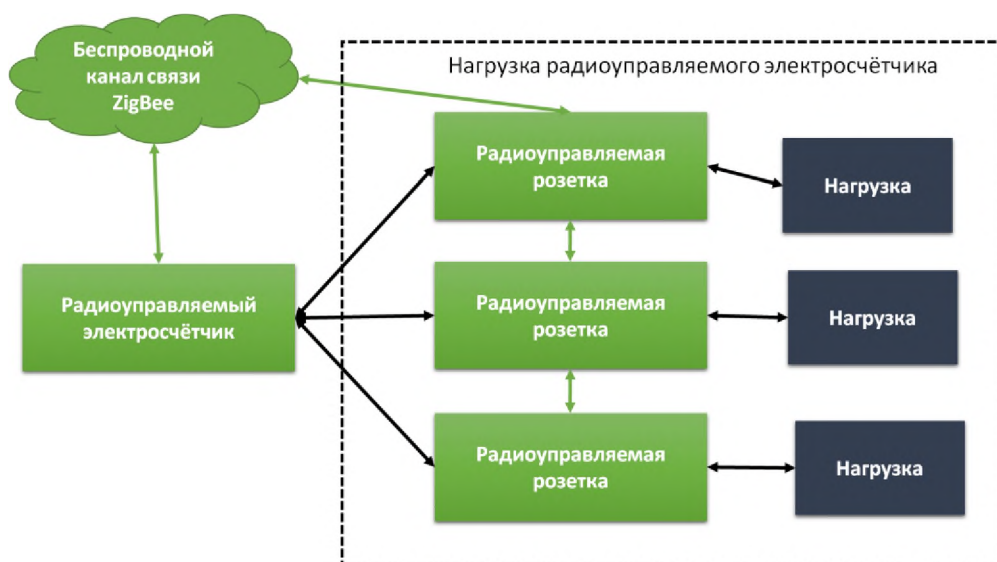 Беспроводной
канал связи
ZigBee
Нагрузка радиоуправляемого электросчётчика
Радиоуправляемая
розетка
Нагрузка
Радиоуправляемый
электросчётчик
Радиоуправляемая
розетка
Нагрузка
Радиоуправляемая
розетка
Нагрузка